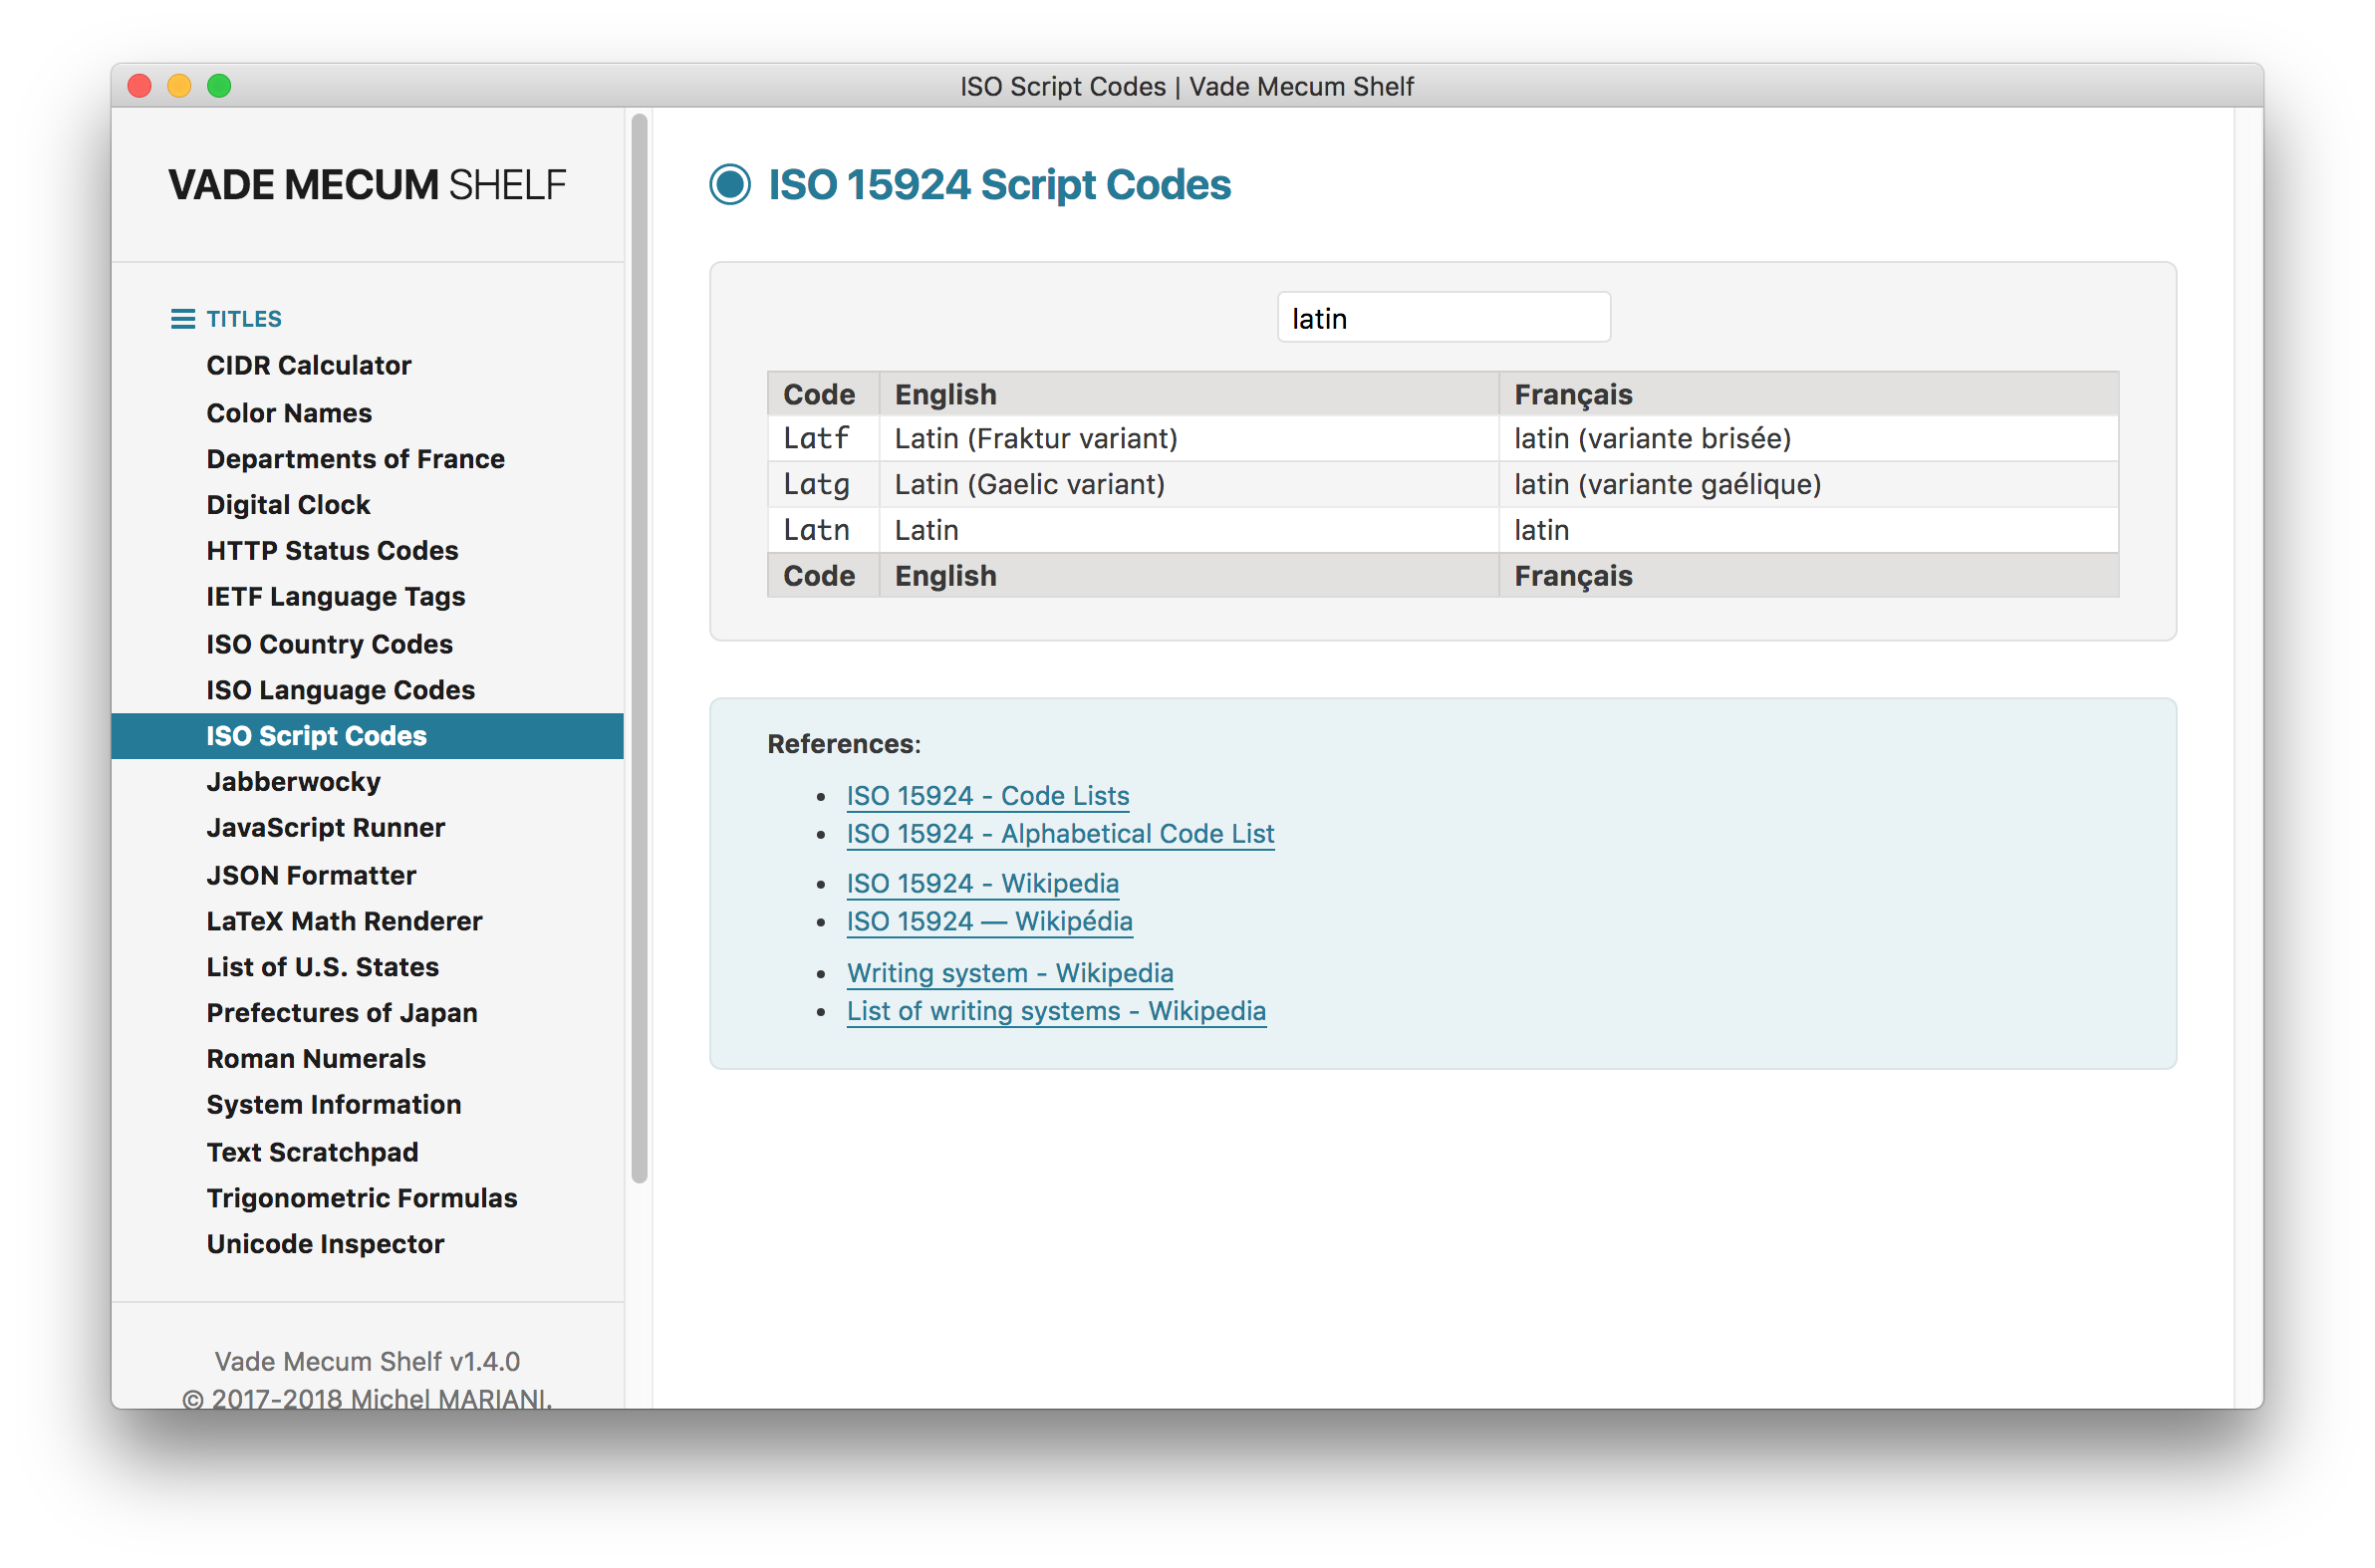 ISO Script Codes | Vade Mecum Shelf
VADE MECUM SHELF
TITLES
CIDR Calculator
Color Names
Departments of France
Digital Clock
HTTP Status Codes
IETF Language Tags
ISO Country Codes
ISO Language Codes
ISO Script Codes
Jabberwocky
JavaScript Runner
JSON Formatter
LaTeX Math Renderer
List of U.S. States
Prefectures of Japan
Roman Numerals
System Information
Text Scratchpad
Trigonometric Formulas
Unicode Inspector
Vade Mecum Shelf v1.4.0
© 2017-2018 Michel MARIANI.
ISO 15924 Script Codes
latin
Code English Français
Latf Latin (Fraktur variant) latin (variante brisée)
Latg Latin (Gaelic variant) latin (variante gaélique)
Latn Latin latin
Code English Français
References:
• ISO 15924 - Code Lists
• ISO 15924 - Alphabetical Code List
• ISO 15924 - Wikipedia
• ISO 15924 — Wikipédia
• Writing system - Wikipedia
• List of writing systems - Wikipedia